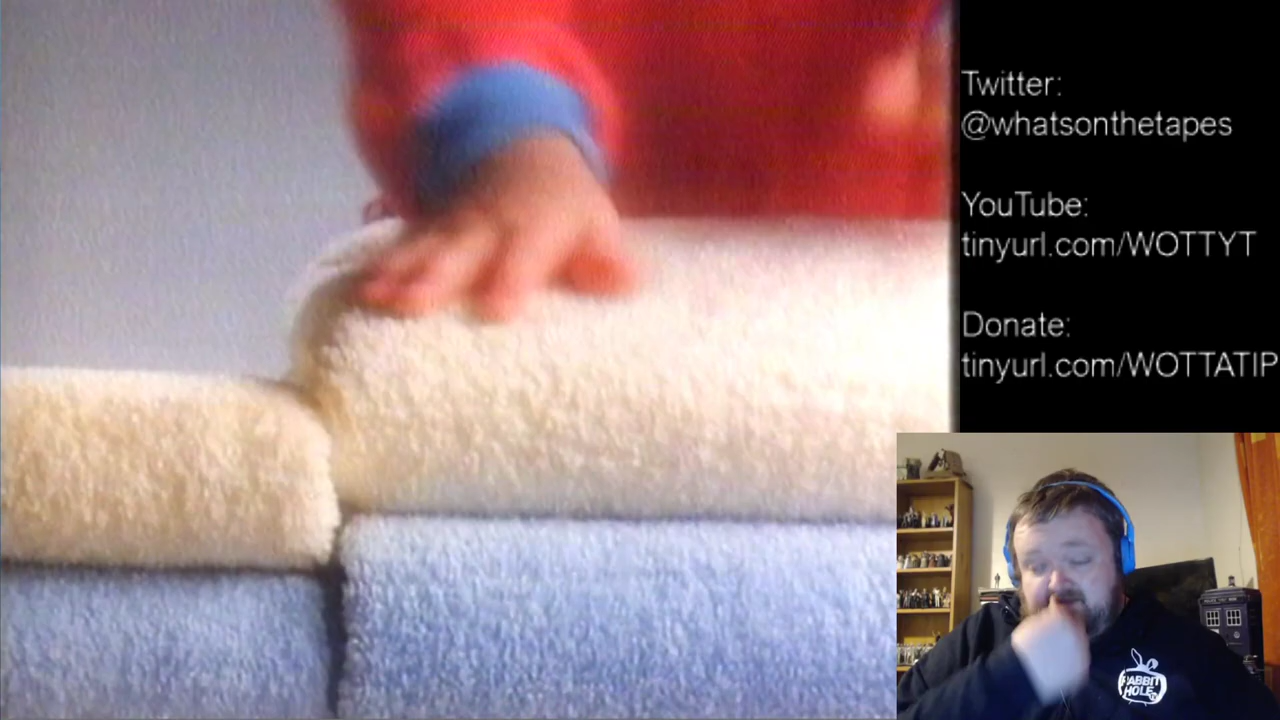 Twitter:
@whatsonthetapes
YouTube:
tinyurl.com/WOTTYT
Donate:
tinyurl.com/WOTTATIP
RABBIT
HOLE